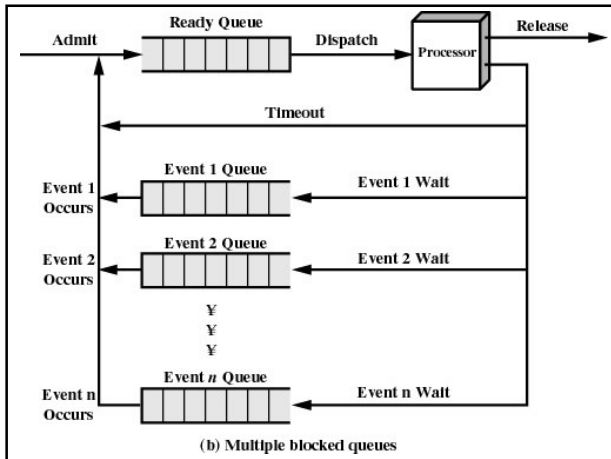 Ready Queue
Admit
Dispatch
Processor
Release
Timeout
Event 1 Queue
Event 1
Occurs
Event 1 Wait
Event 2 Queue
Event 2
Occurs
Event 2 Wait
¥
¥
¥
Event n Queue
Event n
Occurs
Event n Wait
(b) Multiple blocked queues